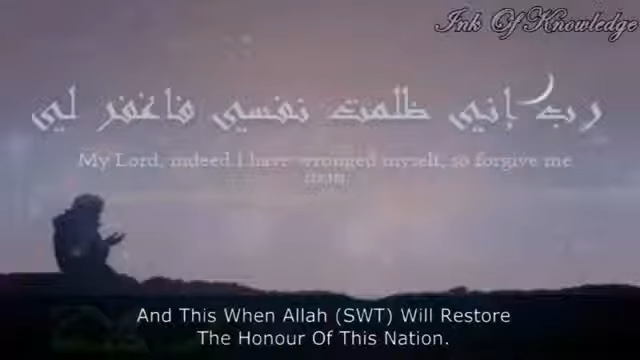 Ink Of Knowledge
رب إني ظلمت نفسي فاغفر لي
My Lord, indeed I have wronged myself, so forgive me
And This When Allah (SWT) Will Restore
The Honour Of This Nation.